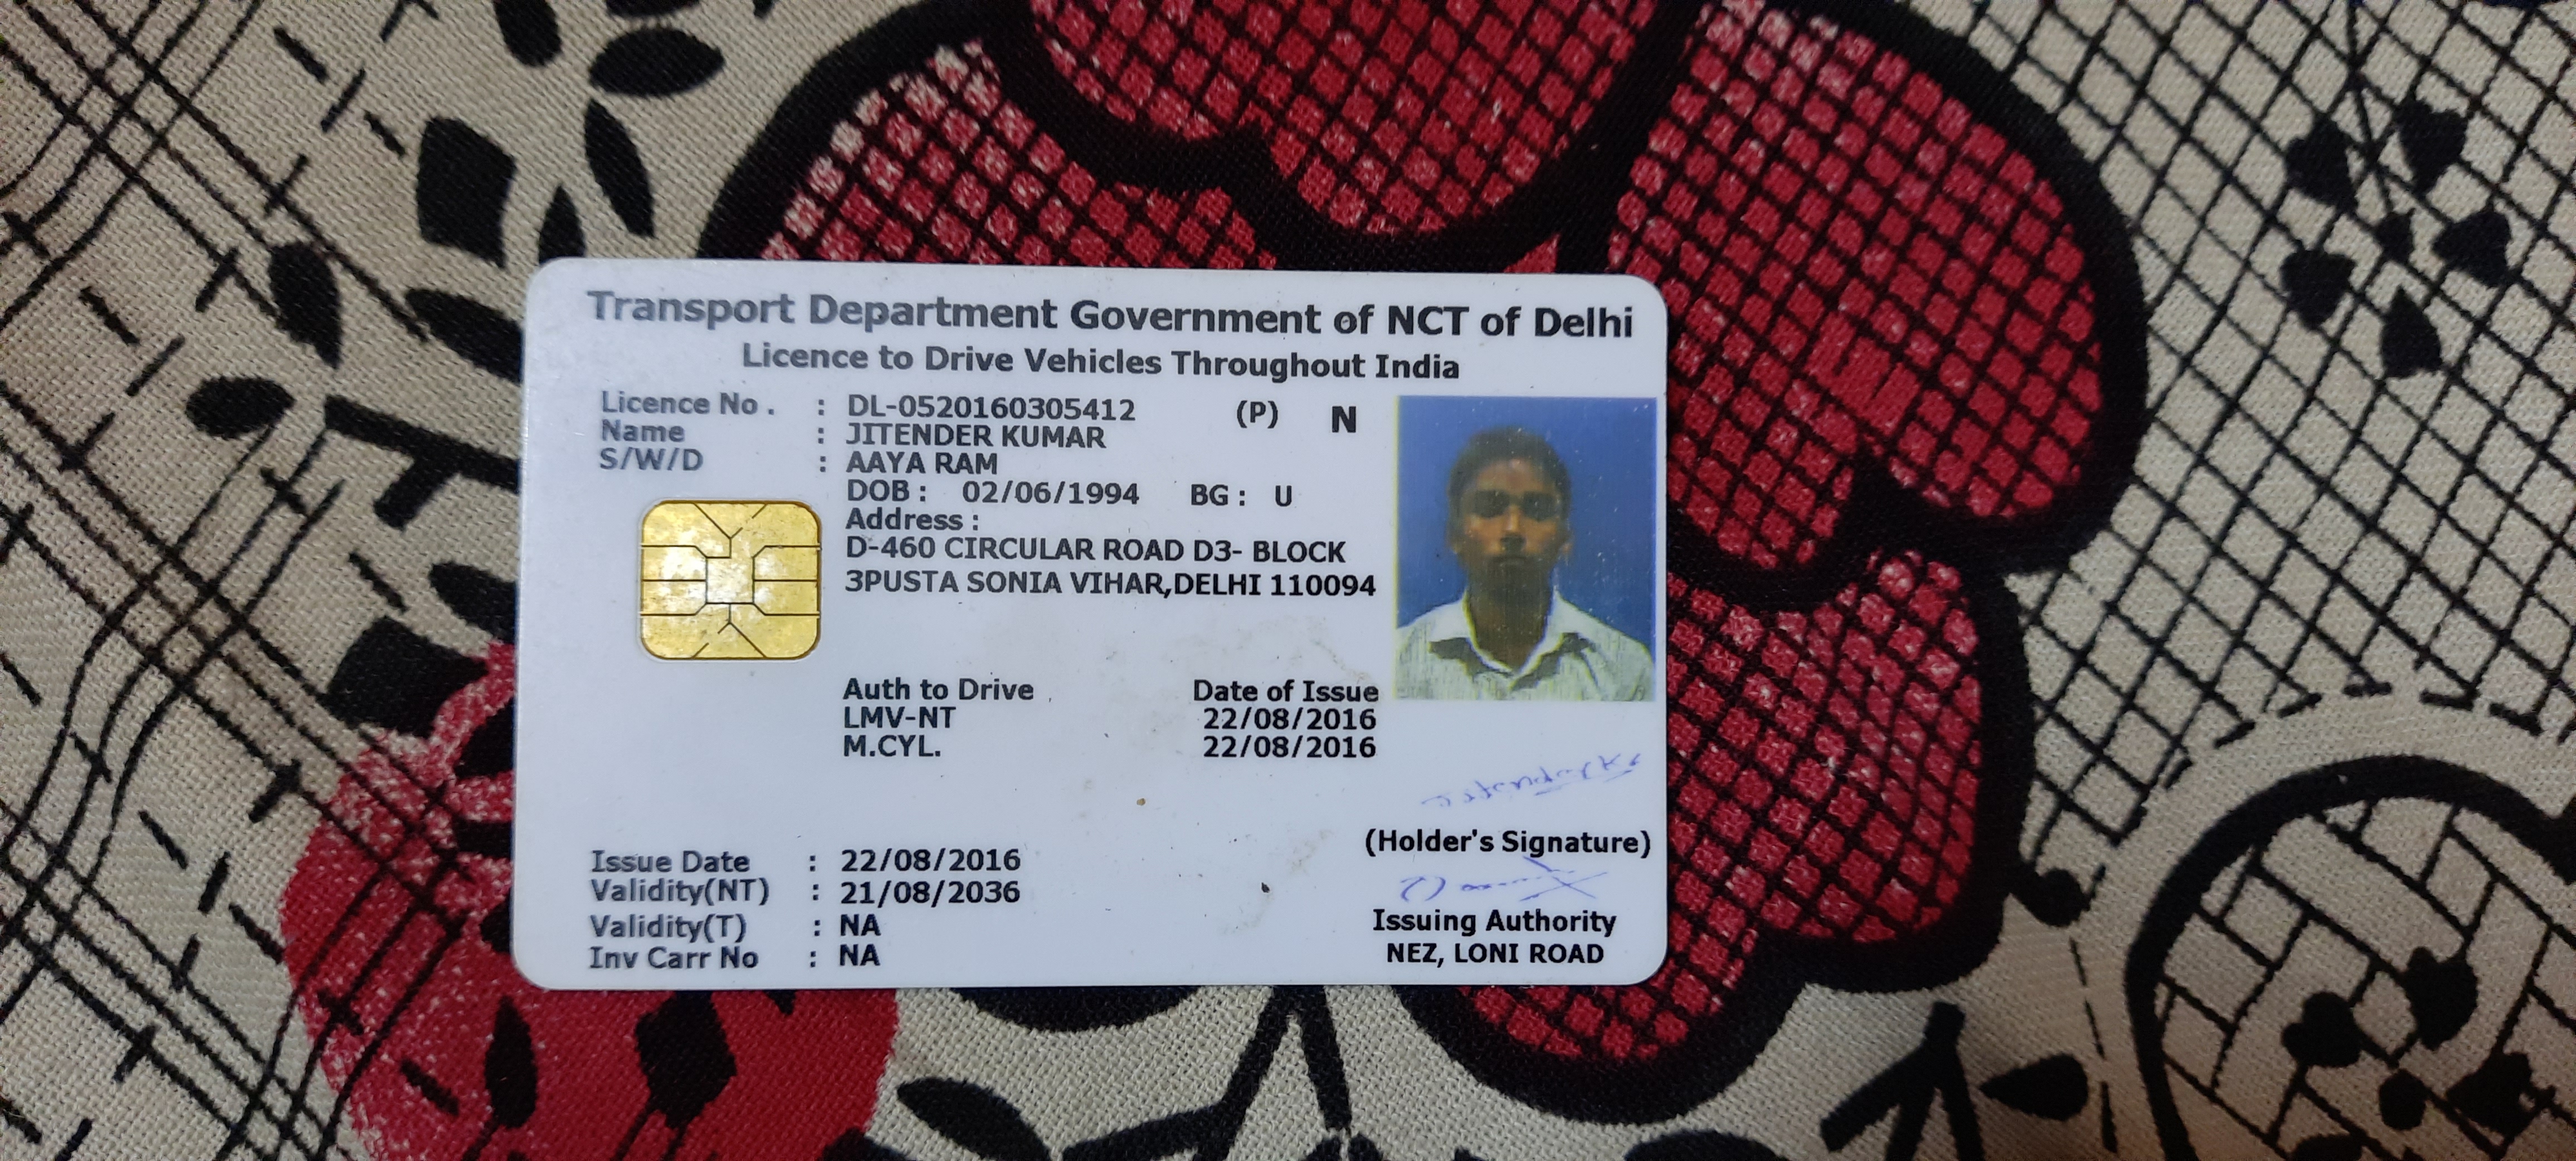 Transport Department Government of NCT of Delhi
Licence to Drive Vehicles Throughout India
Licence No. : DL-0520160305412 (P) N
Name : JITENDER KUMAR
S/W/D : AAYA RAM
DOB : 02/06/1994 BG : U
Address :
D-460 CIRCULAR ROAD D3- BLOCK
3PUSTA SONIA VIHAR,DELHI 110094
Auth to Drive Date of Issue
LMV-NT 22/08/2016
M.CYL. 22/08/2016
(Holder's Signature)
Issue Date : 22/08/2016
Validity(NT) : 21/08/2036
Validity(T) : NA
Inv Carr No : NA
Issuing Authority
NEZ, LONI ROAD